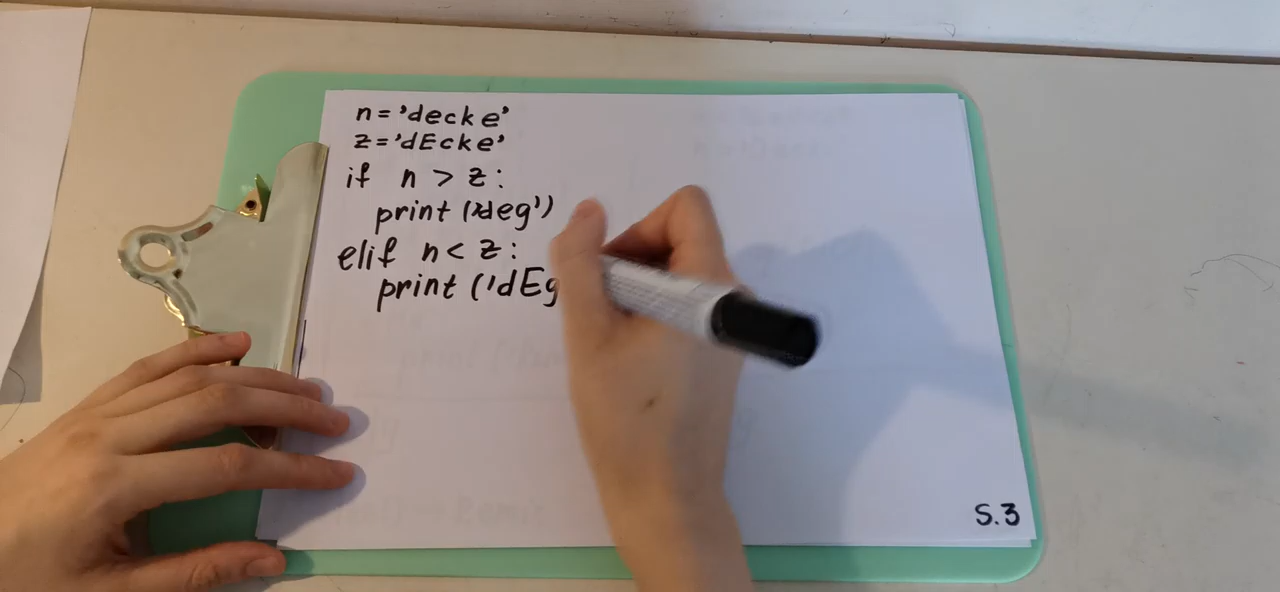 n='decke'
z='dEcke'
if n > z:
print ('deg')
elif n < z:
print ('dEg
S.3